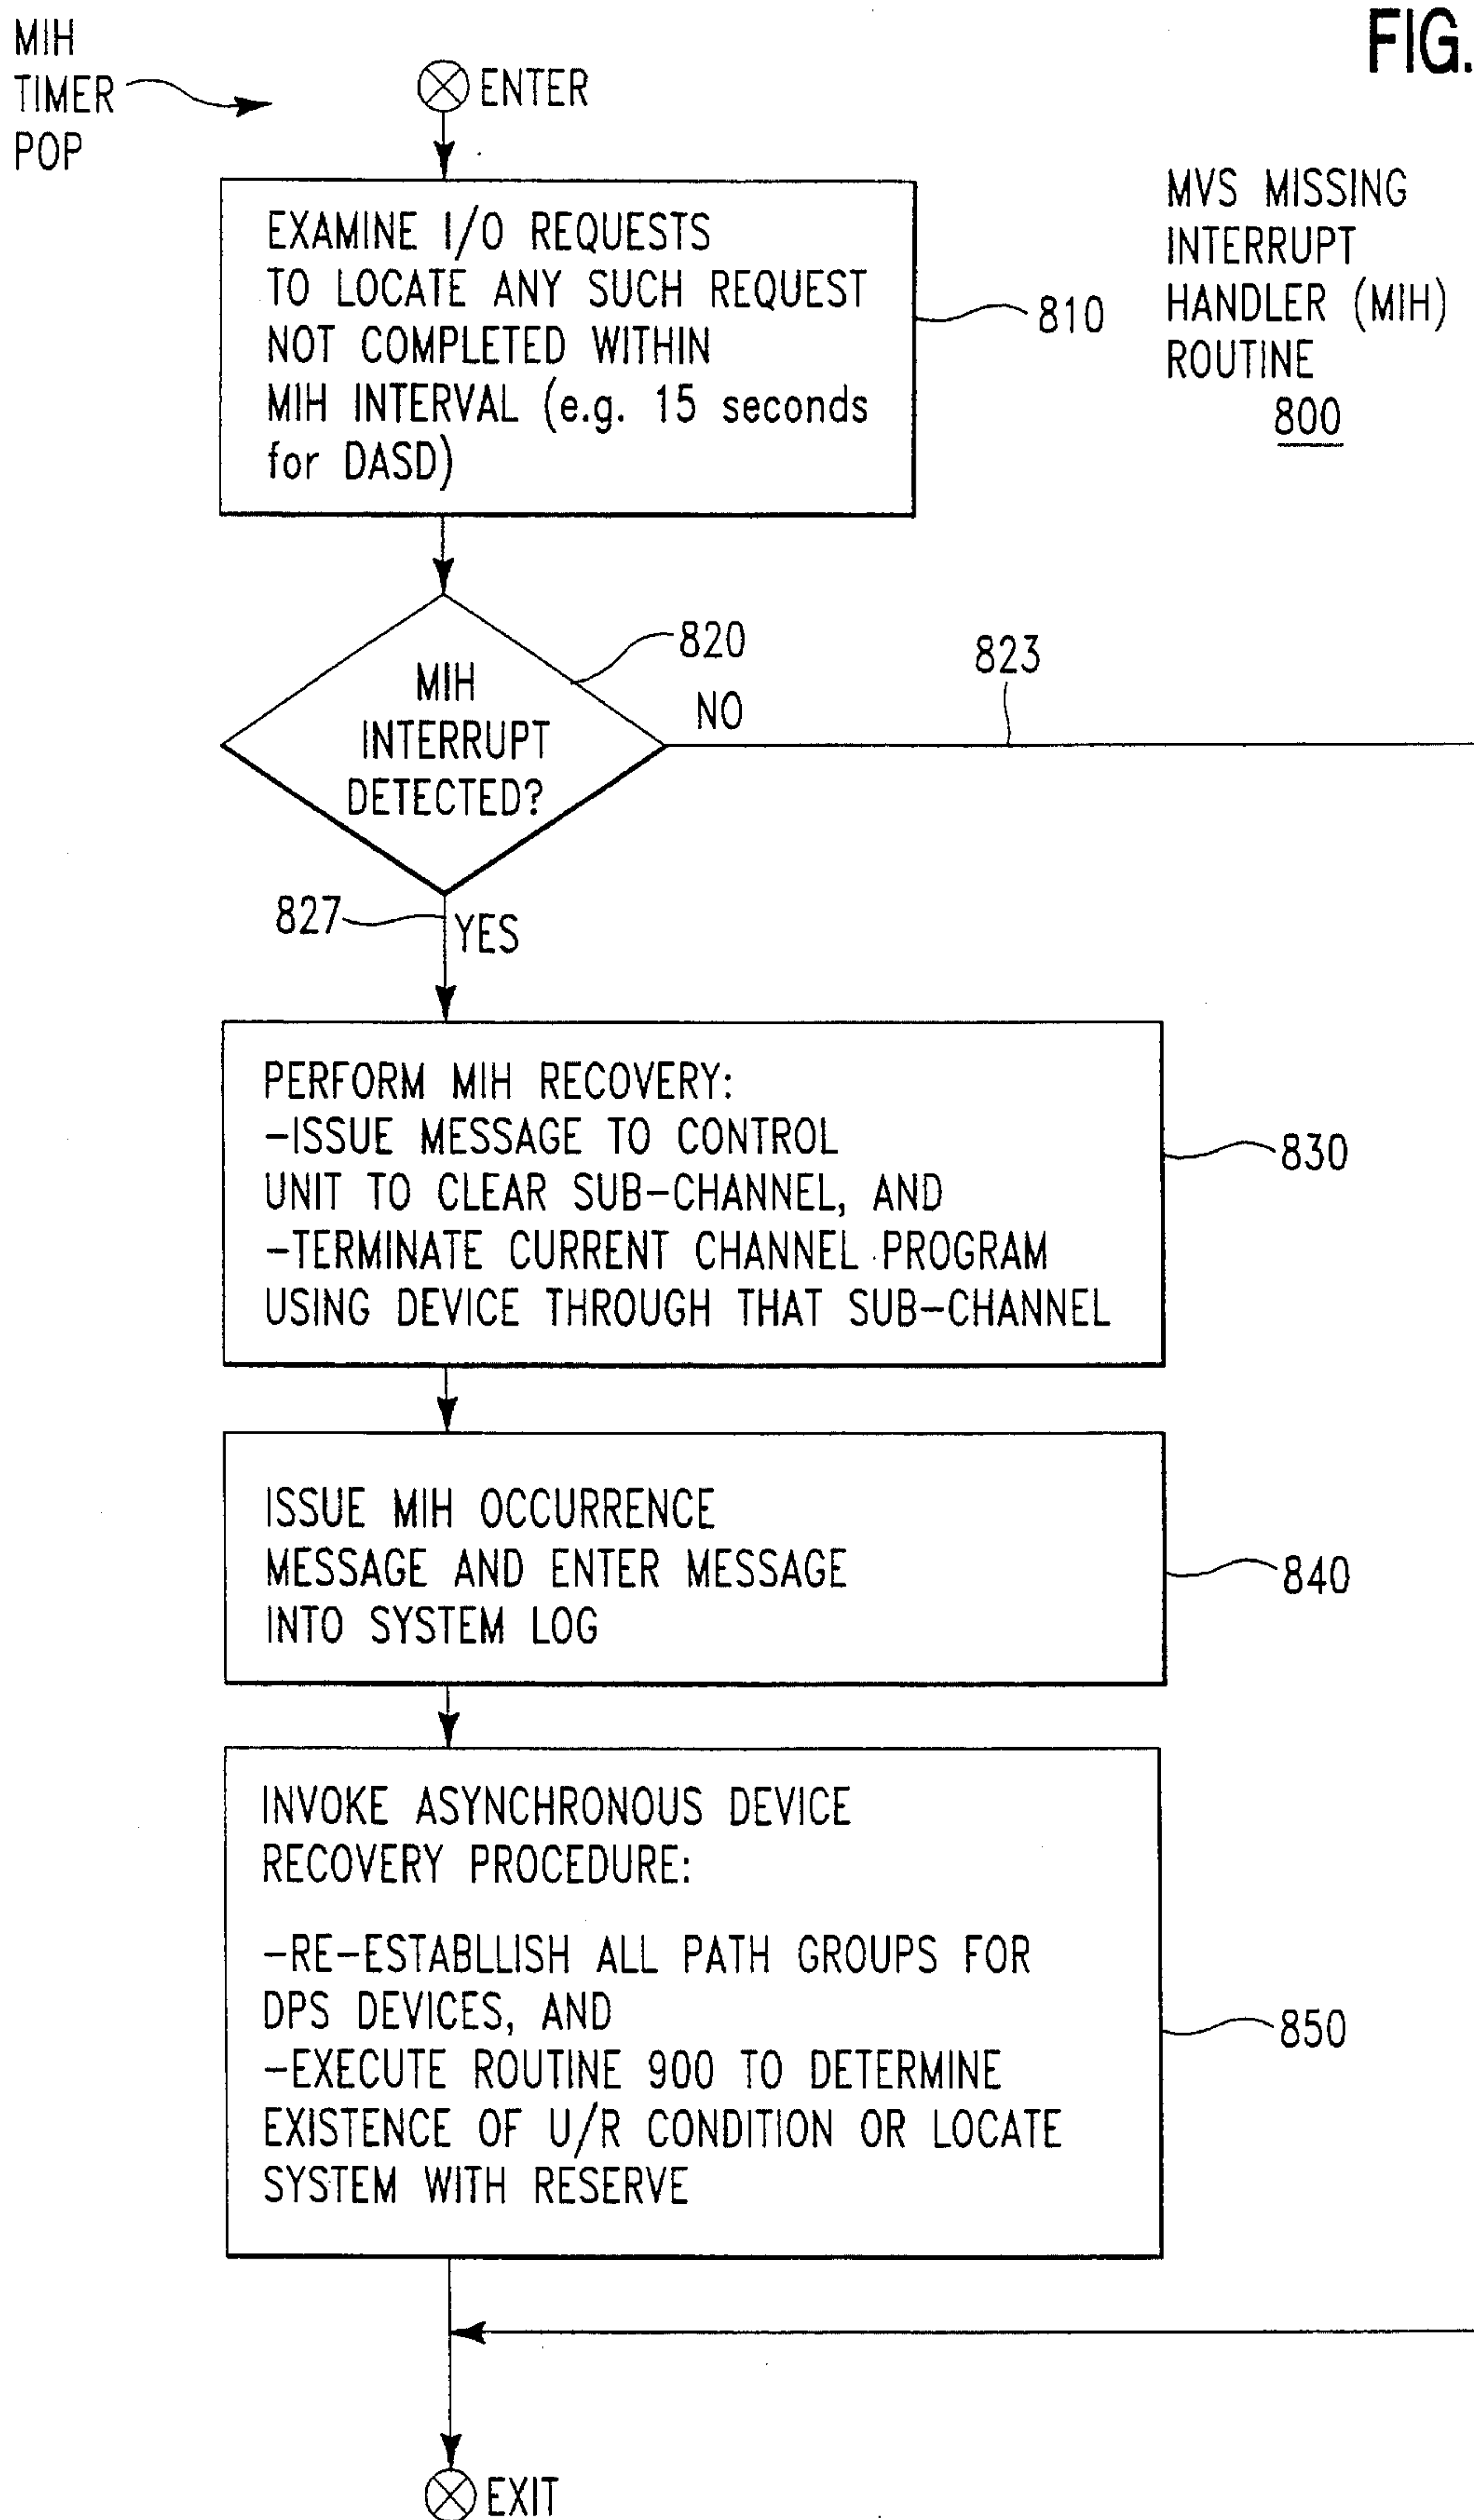 FIG.
MIH
TIMER
POP
ENTER
MVS MISSING
INTERRUPT
HANDLER (MIH)
ROUTINE
800
EXAMINE I/O REQUESTS
TO LOCATE ANY SUCH REQUEST
NOT COMPLETED WITHIN
MIH INTERVAL (e.g. 15 seconds
for DASD)
810
MIH
INTERRUPT
DETECTED?
820
NO
823
827
YES
PERFORM MIH RECOVERY:
-ISSUE MESSAGE TO CONTROL
UNIT TO CLEAR SUB-CHANNEL, AND
-TERMINATE CURRENT CHANNEL PROGRAM
USING DEVICE THROUGH THAT SUB-CHANNEL
830
ISSUE MIH OCCURRENCE
MESSAGE AND ENTER MESSAGE
INTO SYSTEM LOG
840
INVOKE ASYNCHRONOUS DEVICE
RECOVERY PROCEDURE:
-RE-ESTABLLISH ALL PATH GROUPS FOR
DPS DEVICES, AND
-EXECUTE ROUTINE 900 TO DETERMINE
EXISTENCE OF U/R CONDITION OR LOCATE
SYSTEM WITH RESERVE
850
EXIT